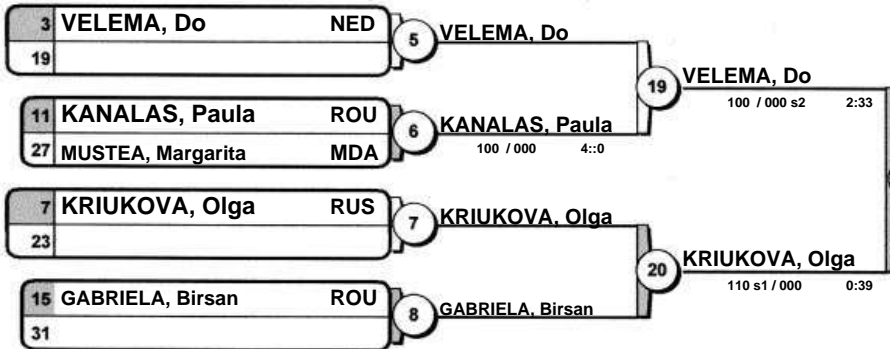 3 VELEMA, Do NED
19
5 VELEMA, Do
11 KANALAS, Paula ROU
27 MUSTEA, Margarita MDA
6 KANALAS, Paula
100 / 000 4::0
19 VELEMA, Do
100 / 000 s2 2:33
7 KRIUKOVA, Olga RUS
23
7 KRIUKOVA, Olga
15 GABRIELA, Birsan ROU
31
8 GABRIELA, Birsan
20 KRIUKOVA, Olga
110 s1 / 000 0:39